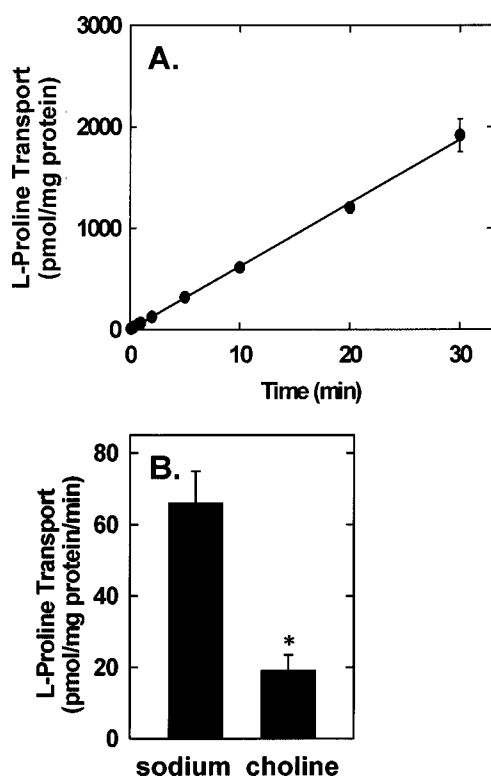 A.
L-Proline Transport
(pmol/mg protein)
3000
2000
1000
0
0 10 20 30
Time (min)
B.
L-Proline Transport
(pmol/mg protein/min)
80
60
40
20
0
*
sodium choline